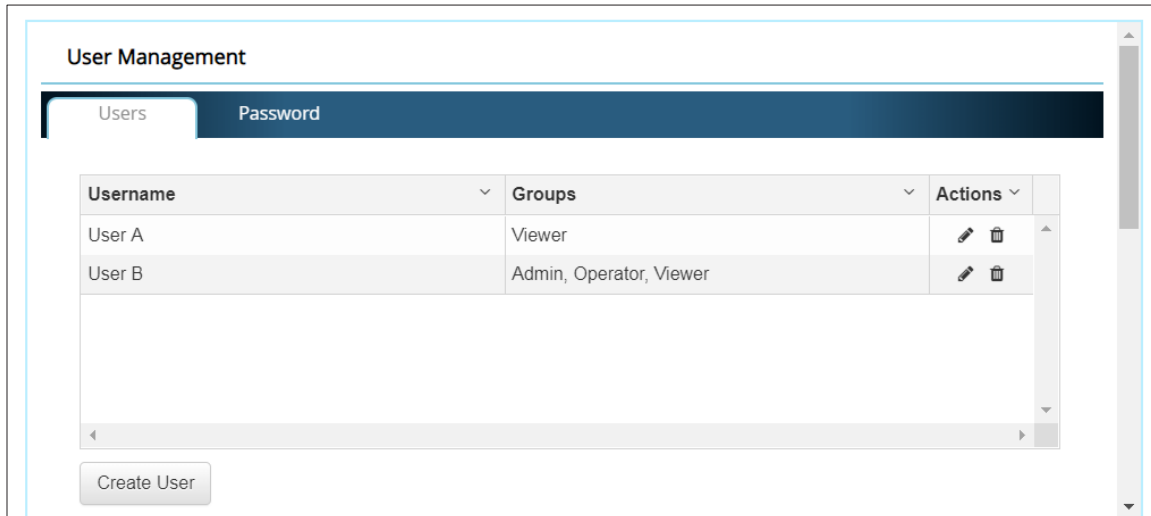 User Management
Users Password
Username Groups Actions
User A Viewer
User B Admin, Operator, Viewer
Create User